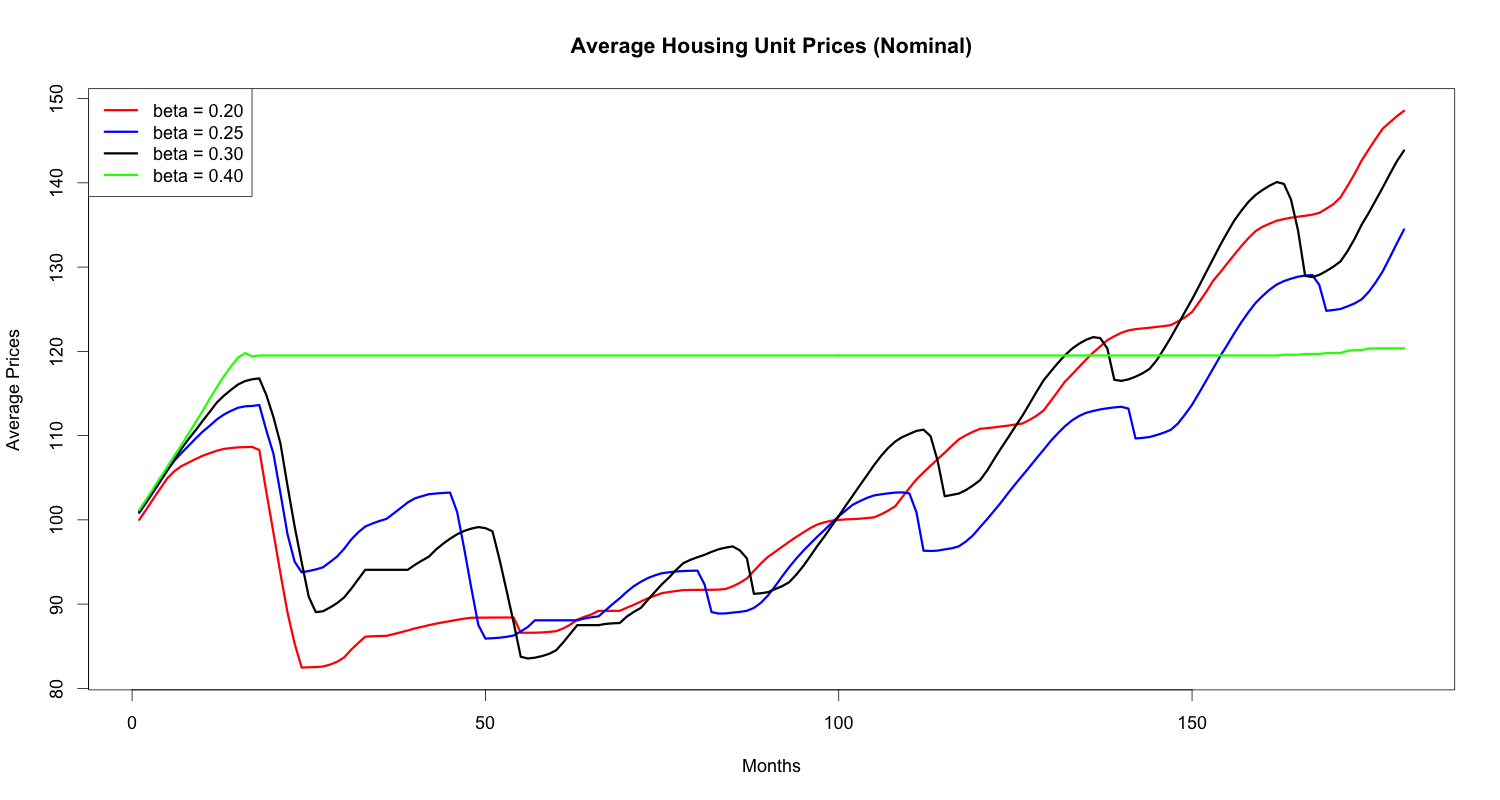 Average Housing Unit Prices (Nominal)
beta = 0.20
beta = 0.25
beta = 0.30
beta = 0.40
Average Prices
150
140
130
120
110
100
90
80
0 50 100 150
Months